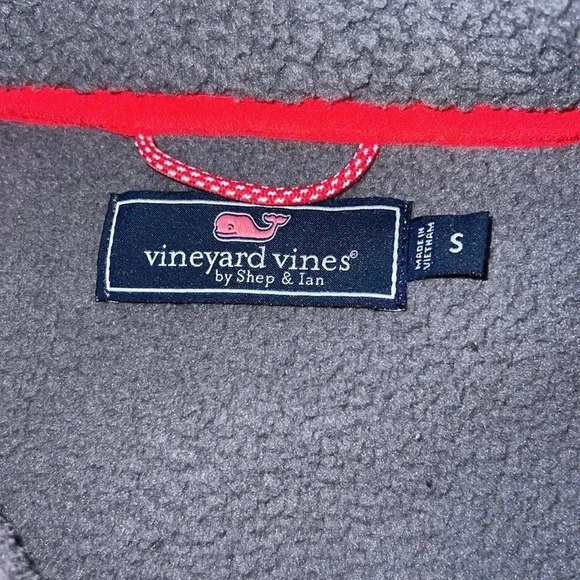 vineyard vines®
by Shep & Ian
MADE IN
VIETNAM
S